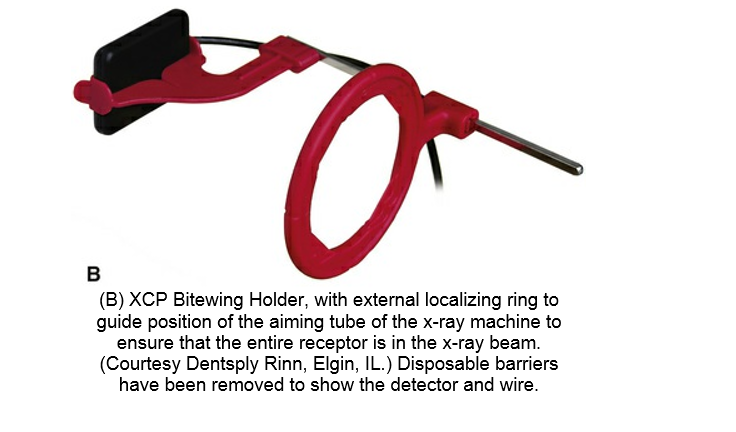 B
(B) XCP Bitewing Holder, with external localizing ring to
guide position of the aiming tube of the x-ray machine to
ensure that the entire receptor is in the x-ray beam.
(Courtesy Dentsply Rinn, Elgin, IL.) Disposable barriers
have been removed to show the detector and wire.